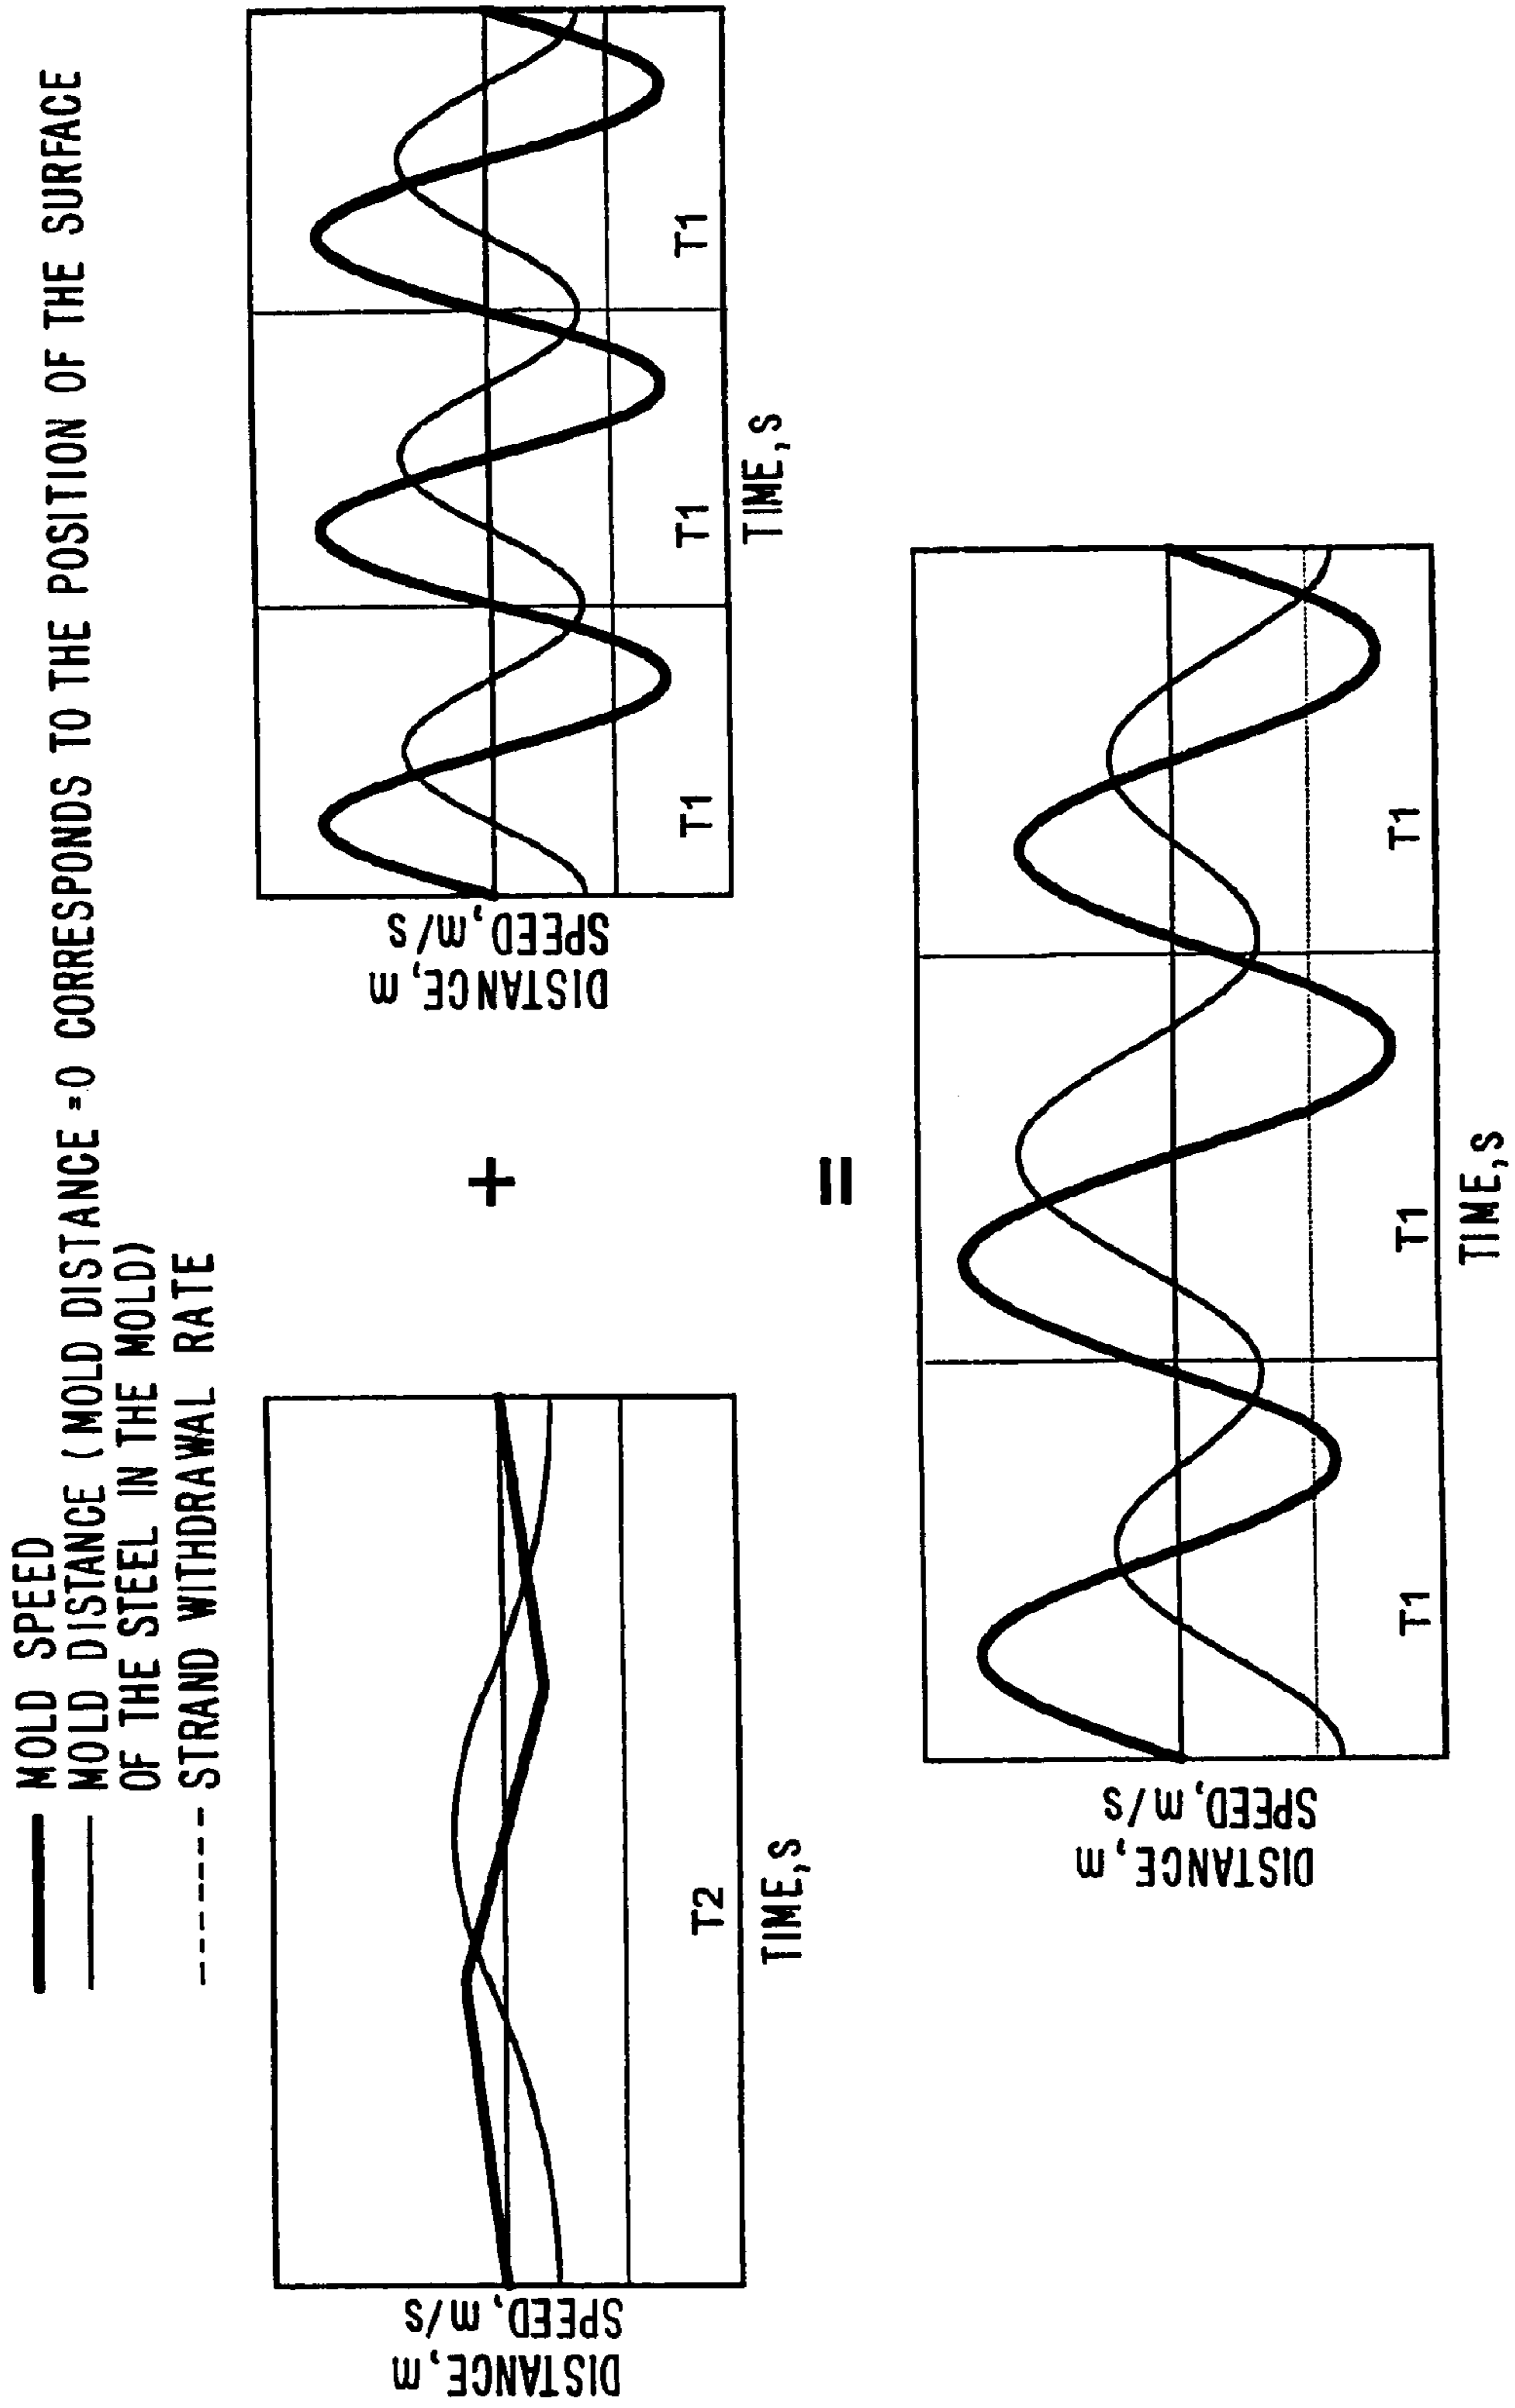 MOLD SPEED
MOLD DISTANCE (MOLD DISTANCE =0 CORRESPONDS TO THE POSITION OF THE SURFACE
OF THE STEEL IN THE MOLD)
STRAND WITHDRAWAL RATE
DISTANCE, m
SPEED, m/s
T2
TIME,s
+
DISTANCE, m
SPEED, m/s
T1
T1
T1
TIME,s
=
DISTANCE, m
SPEED, m/s
T1
T1
T1
TIME,s